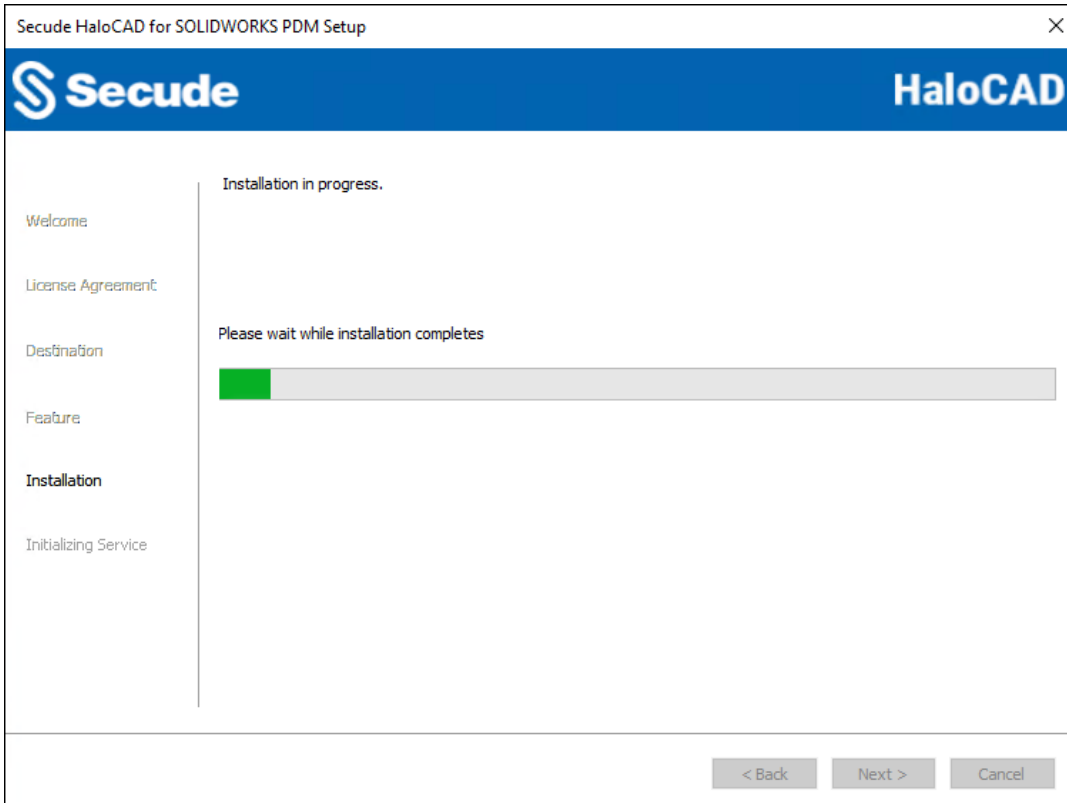 Secude HaloCAD for SOLIDWORKS PDM Setup
Secude
HaloCAD
Welcome
License Agreement
Destination
Feature
Installation
Initializing Service
Installation in progress.
Please wait while installation completes
< Back
Next >
Cancel